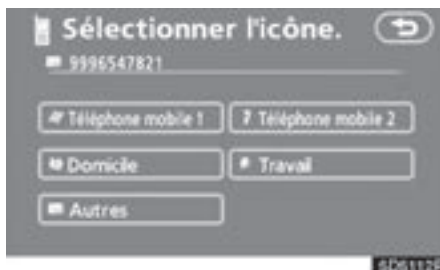 Sélectionner l'icône.
9996547821
Téléphone mobile 1 Téléphone mobile 2
Domicile Travail
Autres